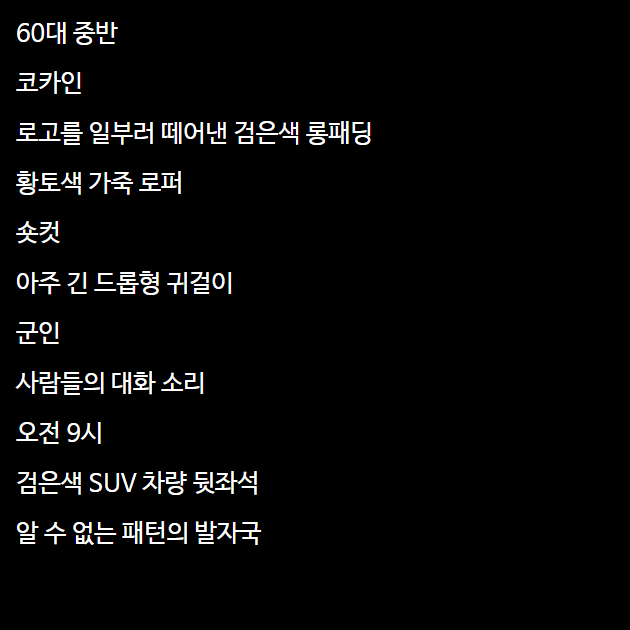 60대 중반
코카인
로고를 일부러 떼어낸 검은색 롱패딩
황토색 가죽 로퍼
숏컷
아주 긴 드롭형 귀걸이
군인
사람들의 대화 소리
오전 9시
검은색 SUV 차량 뒷좌석
알 수 없는 패턴의 발자국